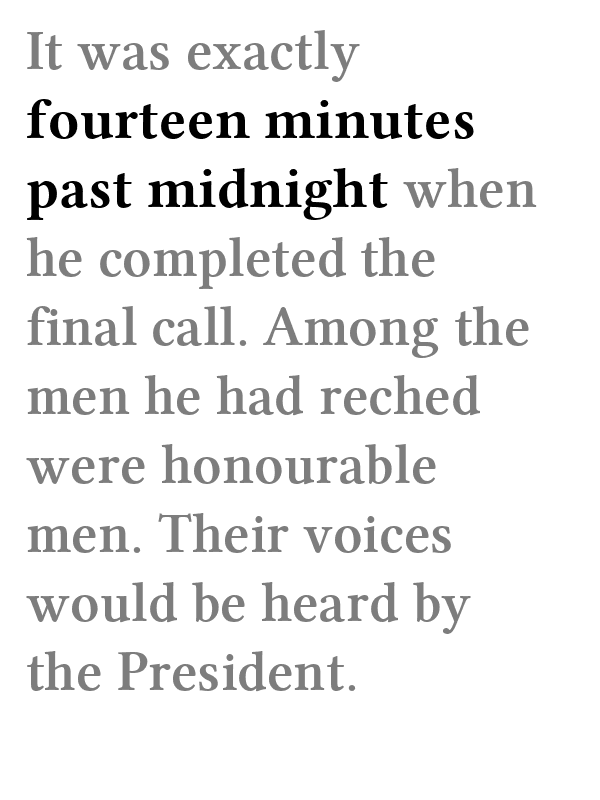 It was exactly
fourteen minutes
past midnight when
he completed the
final call. Among the
men he had reched
were honourable
men. Their voices
would be heard by
the President.